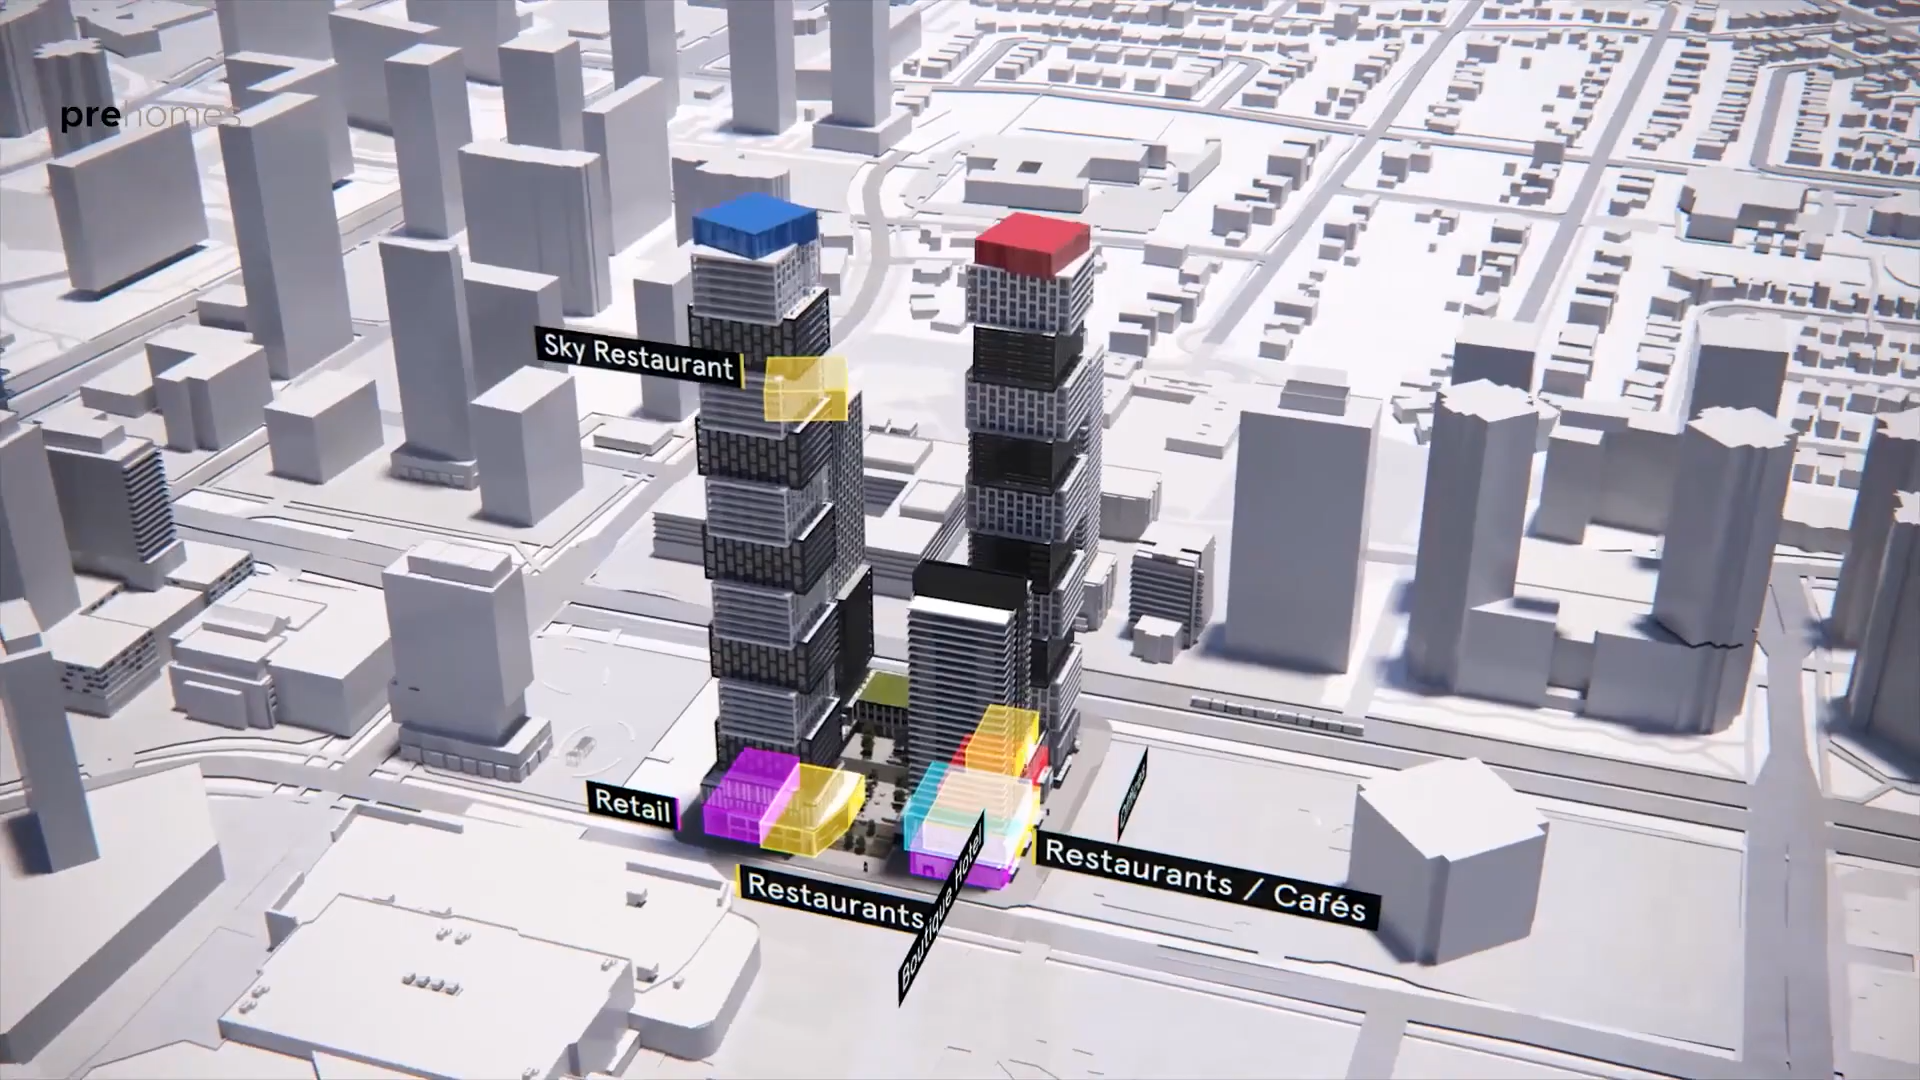 prehomes
Sky Restaurant
Retail
Restaurants
Boutique Hotel
Restaurants / Cafés